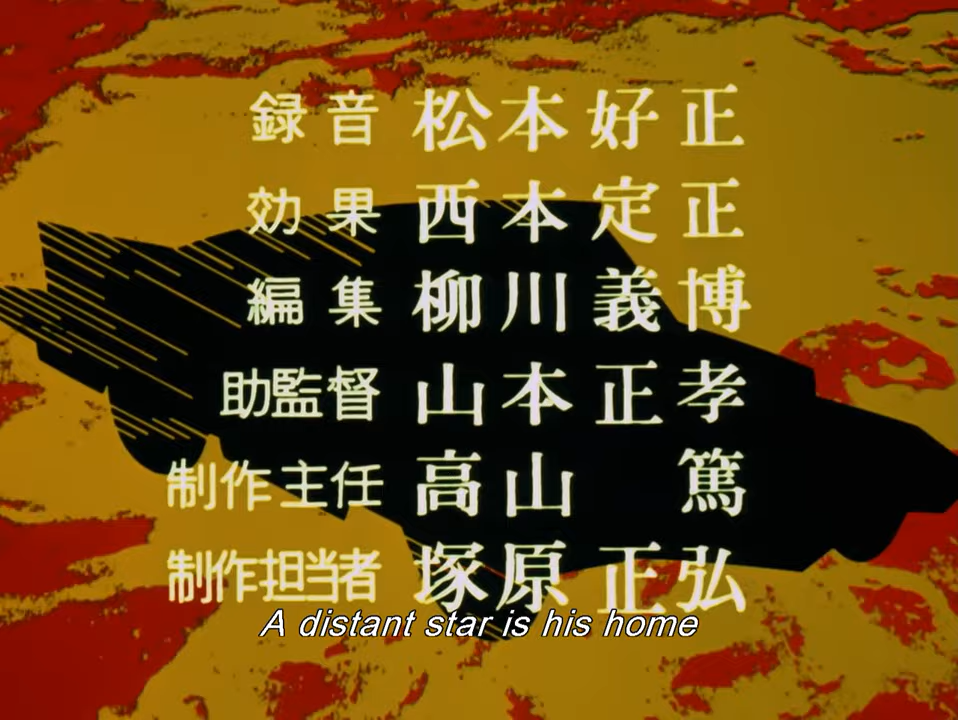 録音 松本好正
効果 西本定正
編集 柳川義博
助監督 山本正孝
制作主任 高山 篤
制作担当者 塚原正弘
A distant star is his home